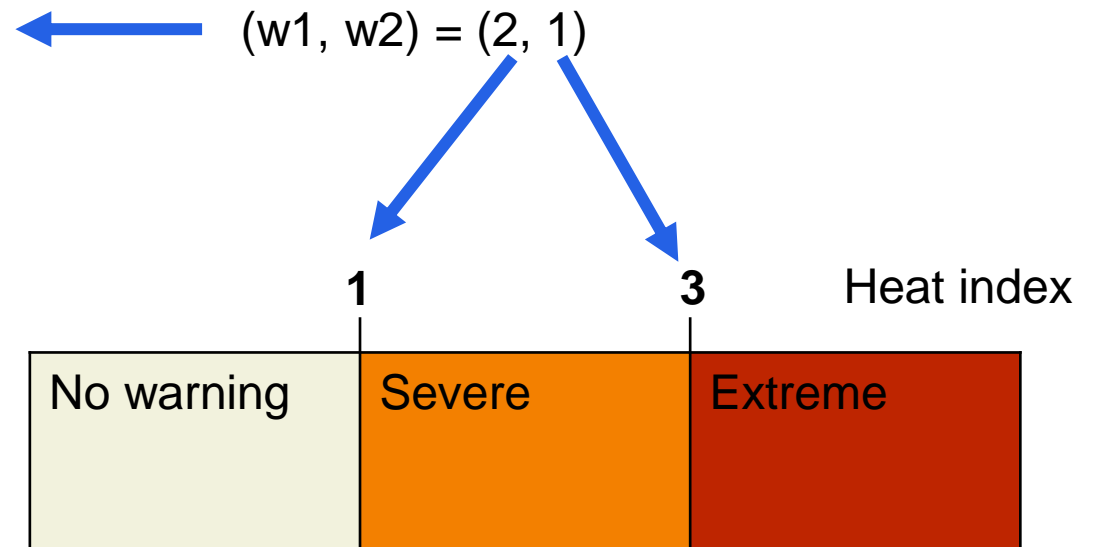 (w1, w2) = (2, 1)
1 3 Heat index
No warning Severe Extreme